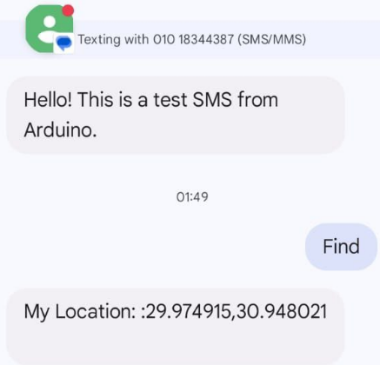 Texting with 010 18344387 (SMS/MMS)
Hello! This is a test SMS from
Arduino.
01:49
Find
My Location: :29.974915,30.948021